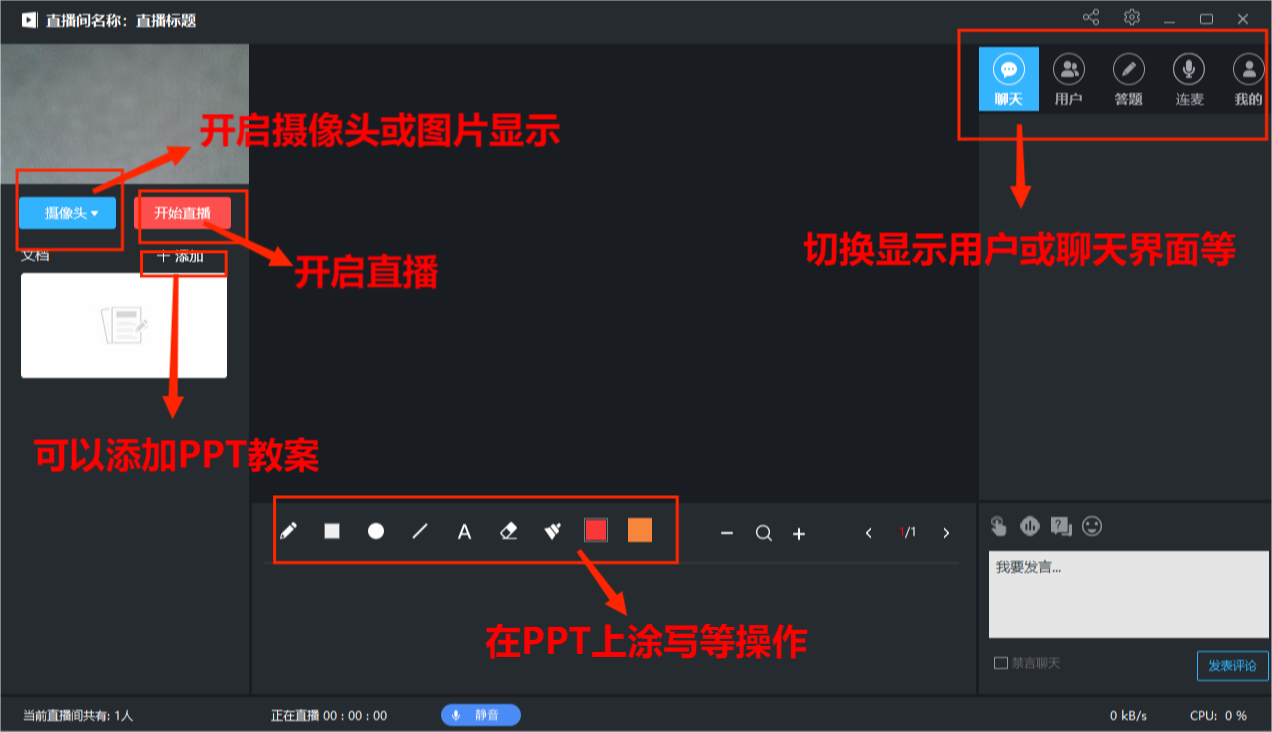 直播间名称：直播标题
聊天 用户 答题 连麦 我的
开启摄像头或图片显示
摄像头 开始直播
切换显示用户或聊天界面等
文档 + 添加
开启直播
可以添加PPT教案
A
1/1
我要发言...
在PPT上涂写等操作
禁言聊天
发表评论
当前直播间共有: 1人 正在直播 00 : 00 : 00 静音 0 kB/s CPU: 0 %